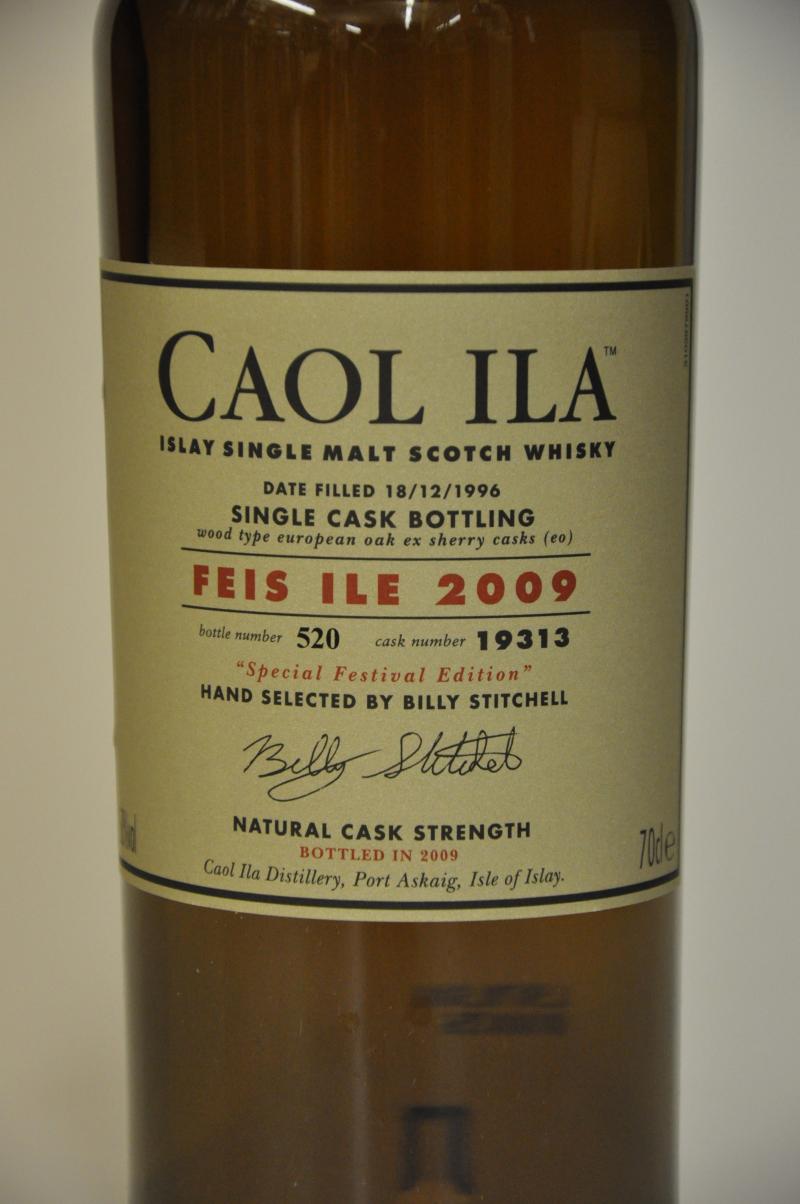 CAOL ILA™
ISLAY SINGLE MALT SCOTCH WHISKY
DATE FILLED 18/12/1996
SINGLE CASK BOTTLING
wood type european oak ex sherry casks (eo)
FEIS ILE 2009
bottle number 520 cask number 19313
"Special Festival Edition"
HAND SELECTED BY BILLY STITCHELL
Billy Stitchell
NATURAL CASK STRENGTH
BOTTLED IN 2009
70cl e
Caol Ila Distillery, Port Askaig, Isle of Islay.